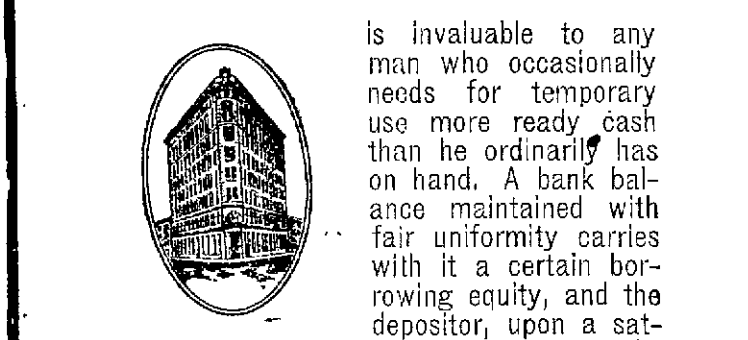 is invaluable to any
man who occasionally
needs for temporary
use more ready cash
than he ordinarily has
on hand. A bank bal-
ance maintained with
fair uniformity carries
with it a certain bor-
rowing equity, and the
depositor, upon a sat-